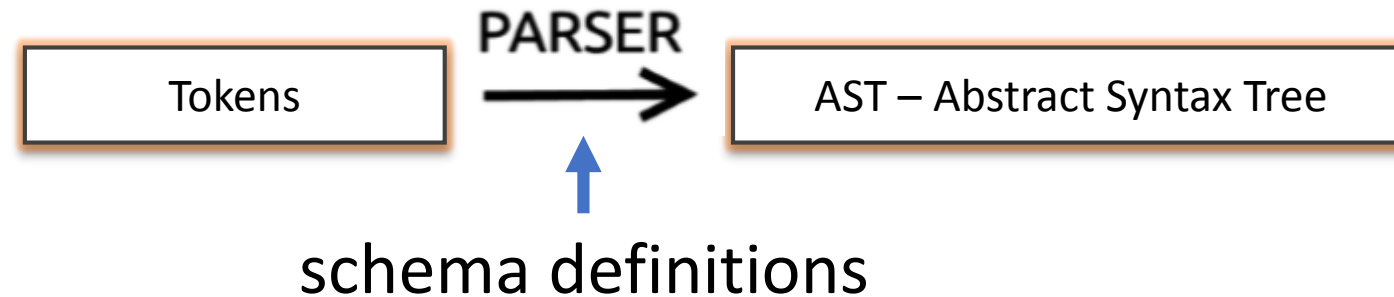 PARSER
Tokens
AST – Abstract Syntax Tree
schema definitions